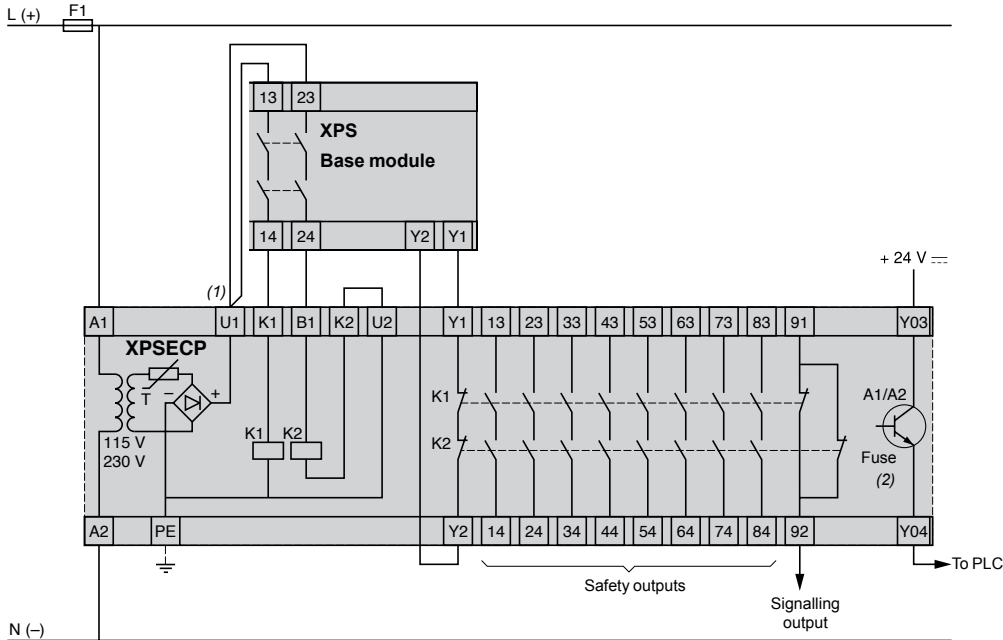 L (+)
F1
13 23
XPS
Base module
14 24 Y2 Y1
+ 24 V
(1)
A1 U1 K1 B1 K2 U2 Y1 13 23 33 43 53 63 73 83 91 Y03
XPSECP
T
–
+
K1
A1/A2
K1 K2
K2
115 V
230 V
Fuse
(2)
A2 PE Y2 14 24 34 44 54 64 74 84 92 Y04
To PLC
Safety outputs
Signalling
output
N (–)